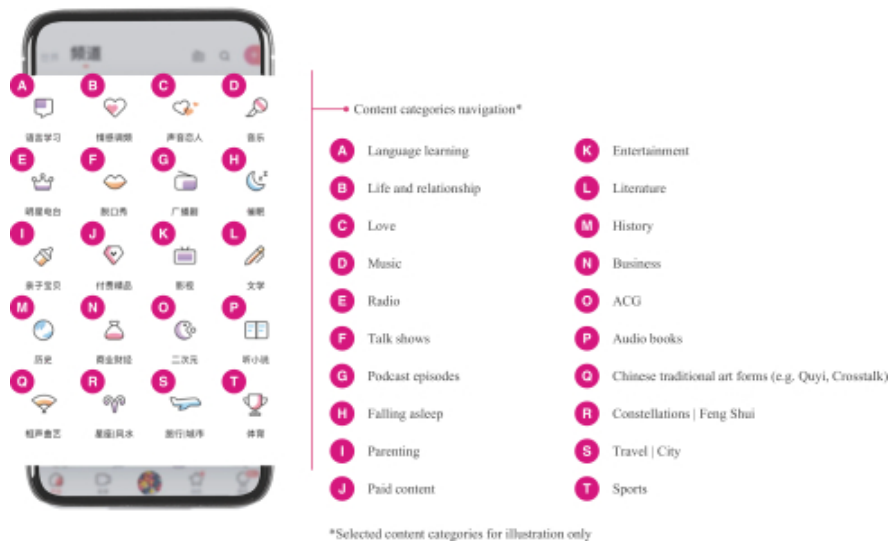 频道
A
B
C
D
语言学习
情感调频
声音恋人
音乐
E
F
G
H
明星电台
脱口秀
广播剧
催眠
I
J
K
L
亲子宝贝
付费精品
影视
文学
M
N
O
P
历史
商业财经
二次元
听小说
Q
R
S
T
相声曲艺
星座|风水
旅行|城市
体育
Content categories navigation*
A Language learning
B Life and relationship
C Love
D Music
E Radio
F Talk shows
G Podcast episodes
H Falling asleep
I Parenting
J Paid content
K Entertainment
L Literature
M History
N Business
O ACG
P Audio books
Q Chinese traditional art forms (e.g. Quyi, Crosstalk)
R Constellations | Feng Shui
S Travel | City
T Sports
*Selected content categories for illustration only